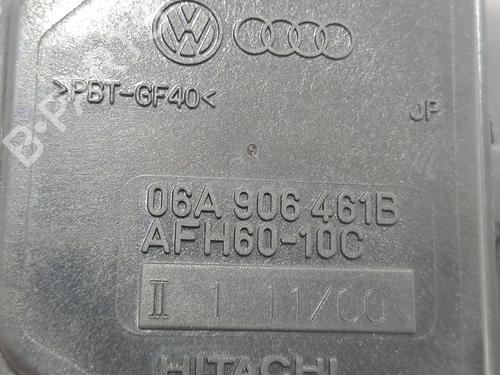 >PBT-GF40<
JP
06A 906 461B
AFH60-10C
II 1 11/00
HITACHI